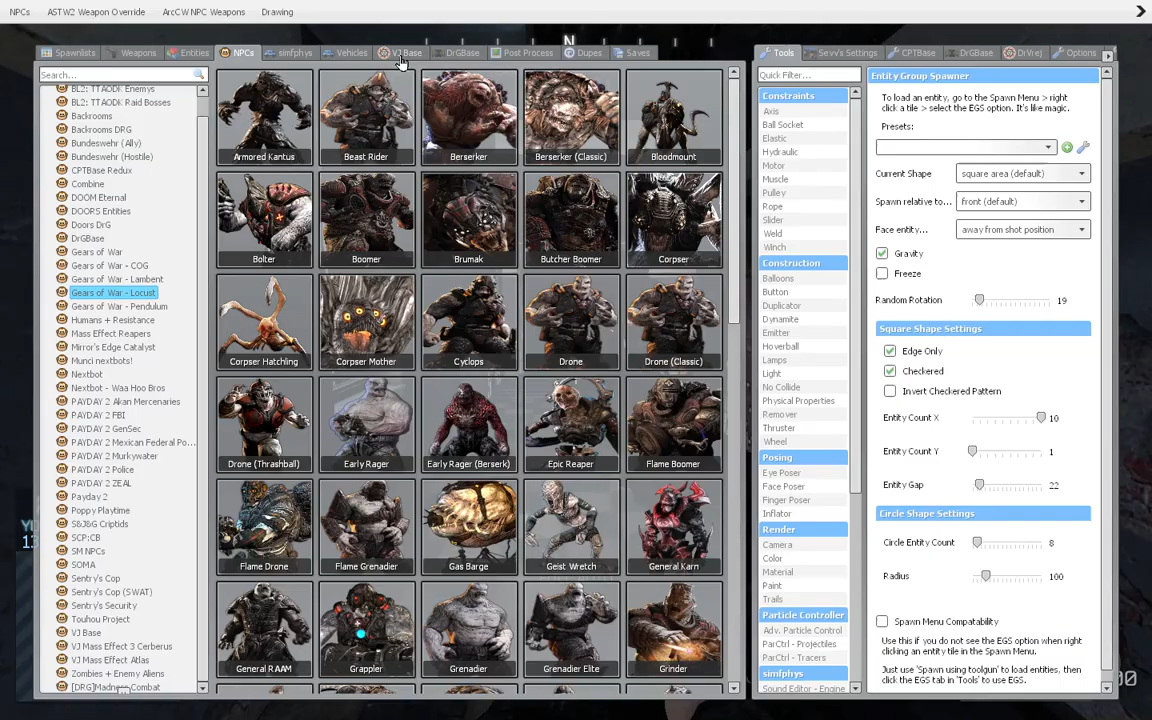 NPCs ASTW2 Weapon Override ArcCW NPC Weapons Drawing
N
Spawnlists Weapons Entities NPCs simfphys Vehicles VJ Base DrGBase Post Process Dupes Saves
Search...
BL2: TTAODK Enemys
BL2: TTAODK Raid Bosses
Backrooms
Backrooms DRG
Bundeswehr (Ally)
Bundeswehr (Hostile)
CPTBase Redux
Combine
DOOM Eternal
DOORS Entities
Doors DrG
DrGBase
Gears of War
Gears of War - COG
Gears of War - Lambent
Gears of War - Locust
Gears of War - Pendulum
Humans + Resistance
Mass Effect Reapers
Mirror's Edge Catalyst
Munci nextbots!
Nextbot
Nextbot - Waa Hoo Bros
PAYDAY 2 Akan Mercenaries
PAYDAY 2 FBI
PAYDAY 2 GenSec
PAYDAY 2 Mexican Federal Po...
PAYDAY 2 Murkywater
PAYDAY 2 Police
PAYDAY 2 ZEAL
Payday 2
Poppy Playtime
S&J&G Criptids
SCP:CB
SM NPCs
SOMA
Sentry's Cop
Sentry's Cop (SWAT)
Sentry's Security
Touhou Project
VJ Base
VJ Mass Effect 3 Cerberus
VJ Mass Effect Atlas
Zombies + Enemy Aliens
[DRG]Madness Combat
Armored Kantus Beast Rider Berserker Berserker (Classic) Bloodmount
Bolter Boomer Brumak Butcher Boomer Corpser
Corpser Hatchling Corpser Mother Cyclops Drone Drone (Classic)
Drone (Thrashball) Early Rager Early Rager (Berserk) Epic Reaper Flame Boomer
Flame Drone Flame Grenadier Gas Barge Geist Wretch General Karn
General RAAM Grappler Grenadier Grenadier Elite Grinder
Tools Sevv's Settings CPTBase DrGBase DrVrej Options
Quick Filter...
Constraints
Axis
Ball Socket
Elastic
Hydraulic
Motor
Muscle
Pulley
Rope
Slider
Weld
Winch
Construction
Balloons
Button
Duplicator
Dynamite
Emitter
Hoverball
Lamps
Light
No Collide
Physical Properties
Remover
Thruster
Wheel
Posing
Eye Poser
Face Poser
Finger Poser
Inflator
Render
Camera
Color
Material
Paint
Trails
Particle Controller
Adv. Particle Control
ParCtrl - Projectiles
ParCtrl - Tracers
simfphys
Sound Editor - Engine
Entity Group Spawner
To load an entity, go to the Spawn Menu > right
click a tile > select the EGS option. It's like magic.
Presets:
Current Shape square area (default)
Spawn relative to... front (default)
Face entity... away from shot position
Gravity
Freeze
Random Rotation 19
Square Shape Settings
Edge Only
Checkered
Invert Checkered Pattern
Entity Count X 10
Entity Count Y 1
Entity Gap 22
Circle Shape Settings
Circle Entity Count 8
Radius 100
Spawn Menu Compatability
Use this if you do not see the EGS option when right
clicking an entity tile in the Spawn Menu.
Just use 'Spawn using toolgun' to load entities, then
click the EGS tab in 'Tools' to use EGS.